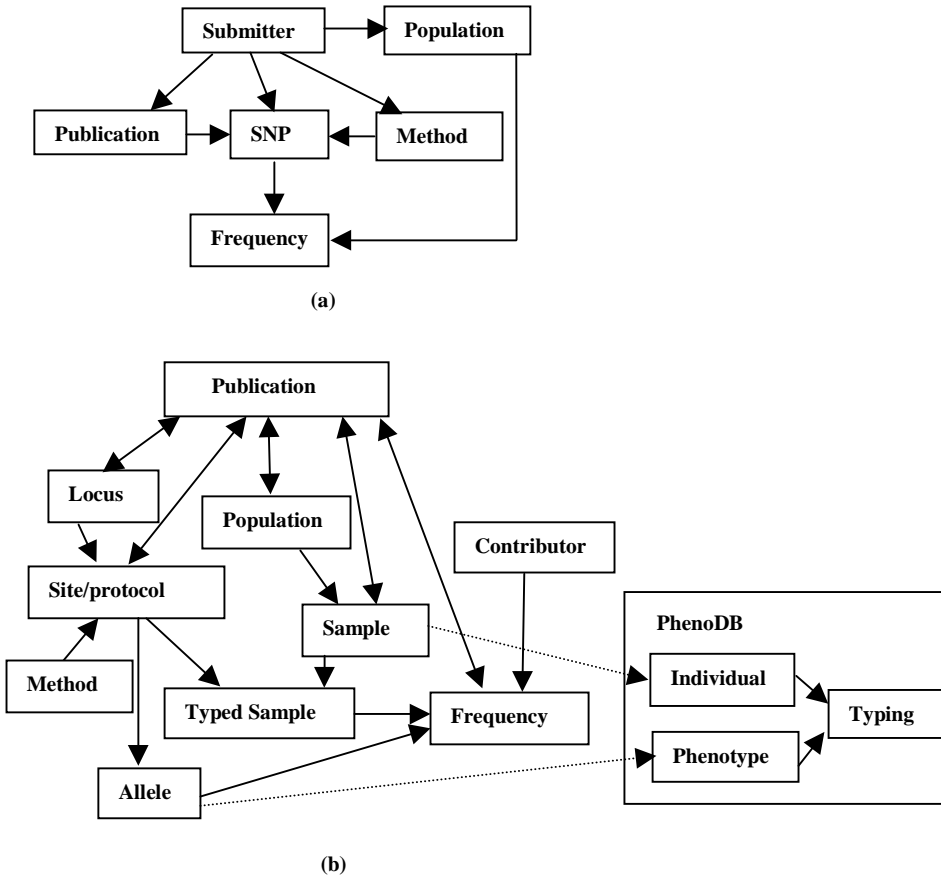 Submitter
Population
Publication
SNP
Method
Frequency
(a)
Publication
Locus
Population
Contributor
Site/protocol
Sample
PhenoDB
Method
Typed Sample
Frequency
Individual
Typing
Phenotype
Allele
(b)